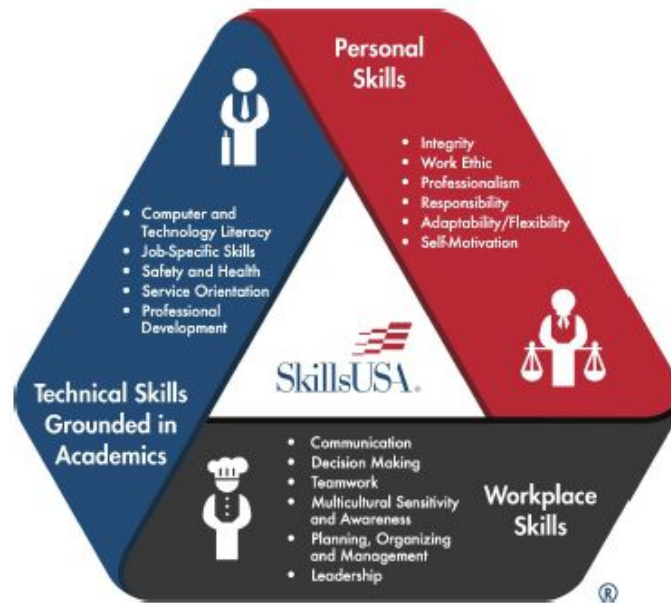 Personal
Skills
• Integrity
• Work Ethic
• Professionalism
• Responsibility
• Adaptability/Flexibility
• Self-Motivation
• Computer and
Technology Literacy
• Job-Specific Skills
• Safety and Health
• Service Orientation
• Professional
Development
SkillsUSA®
Technical Skills
Grounded in
Academics
• Communication
• Decision Making
• Teamwork
• Multicultural Sensitivity
and Awareness
• Planning, Organizing
and Management
• Leadership
Workplace
Skills
®